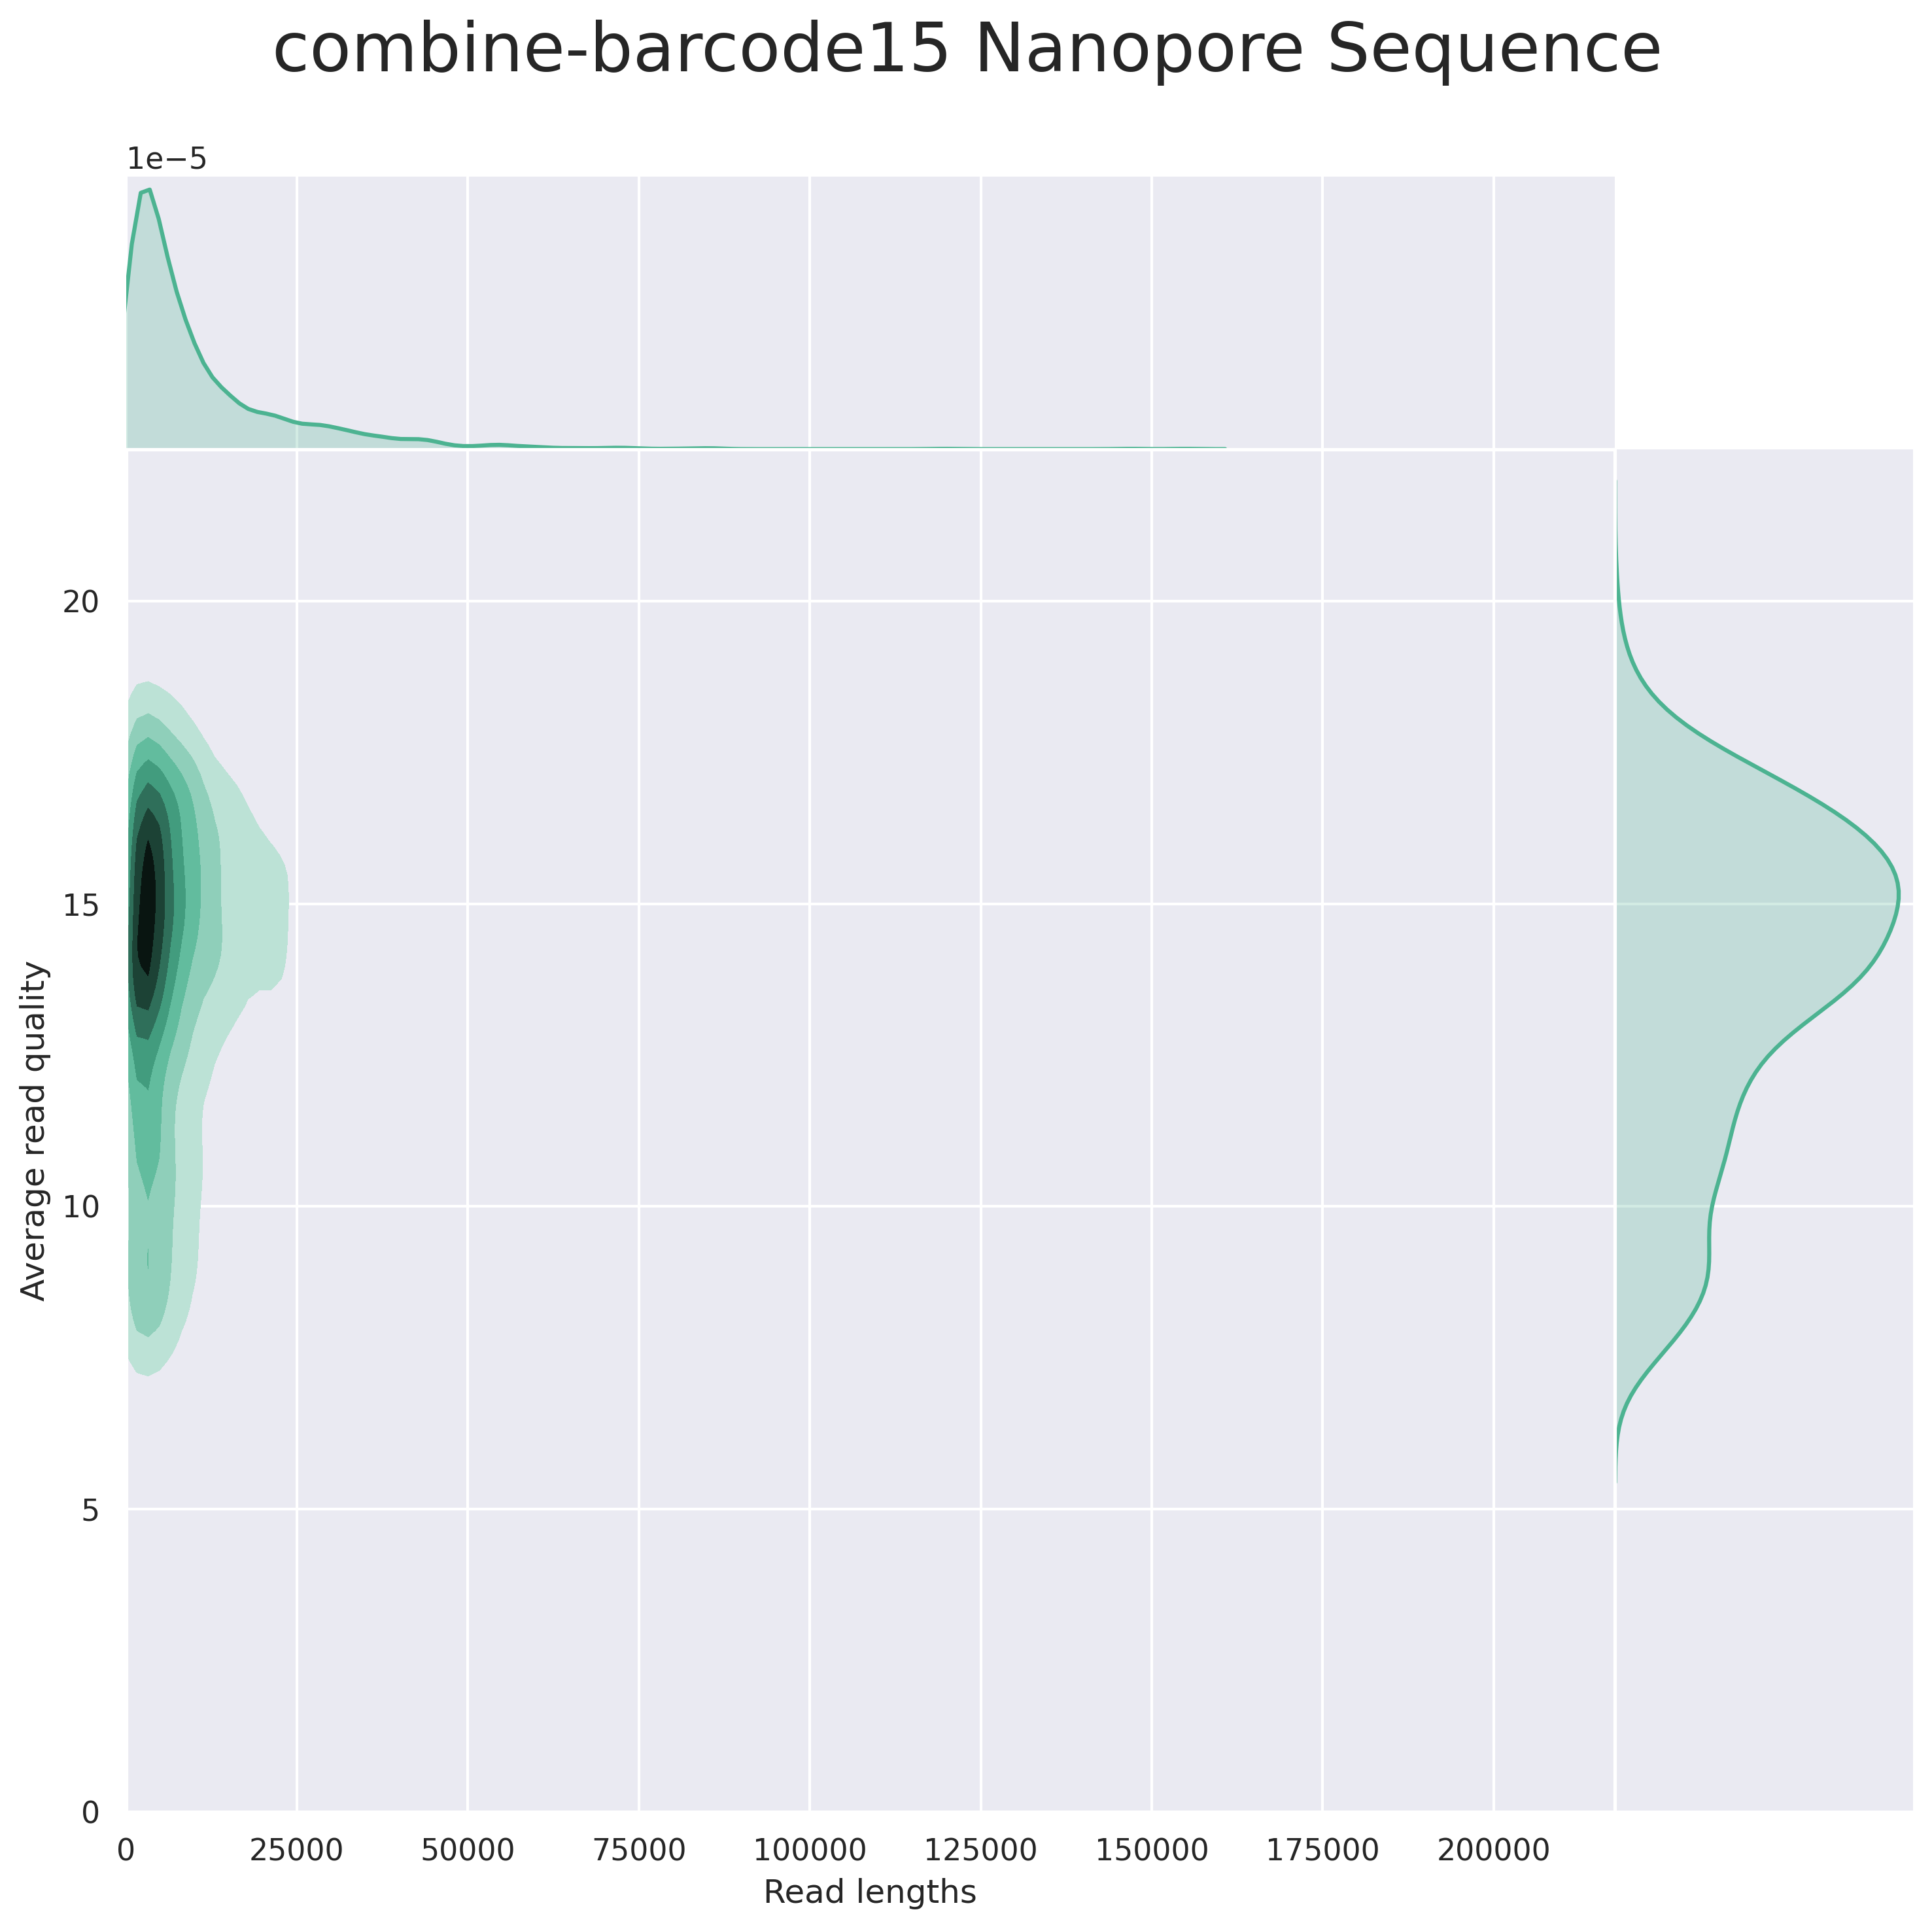 combine-barcode15 Nanopore Sequence
1e−5
20
15
10
5
0
Average read quality
0 25000 50000 75000 100000 125000 150000 175000 200000
Read lengths